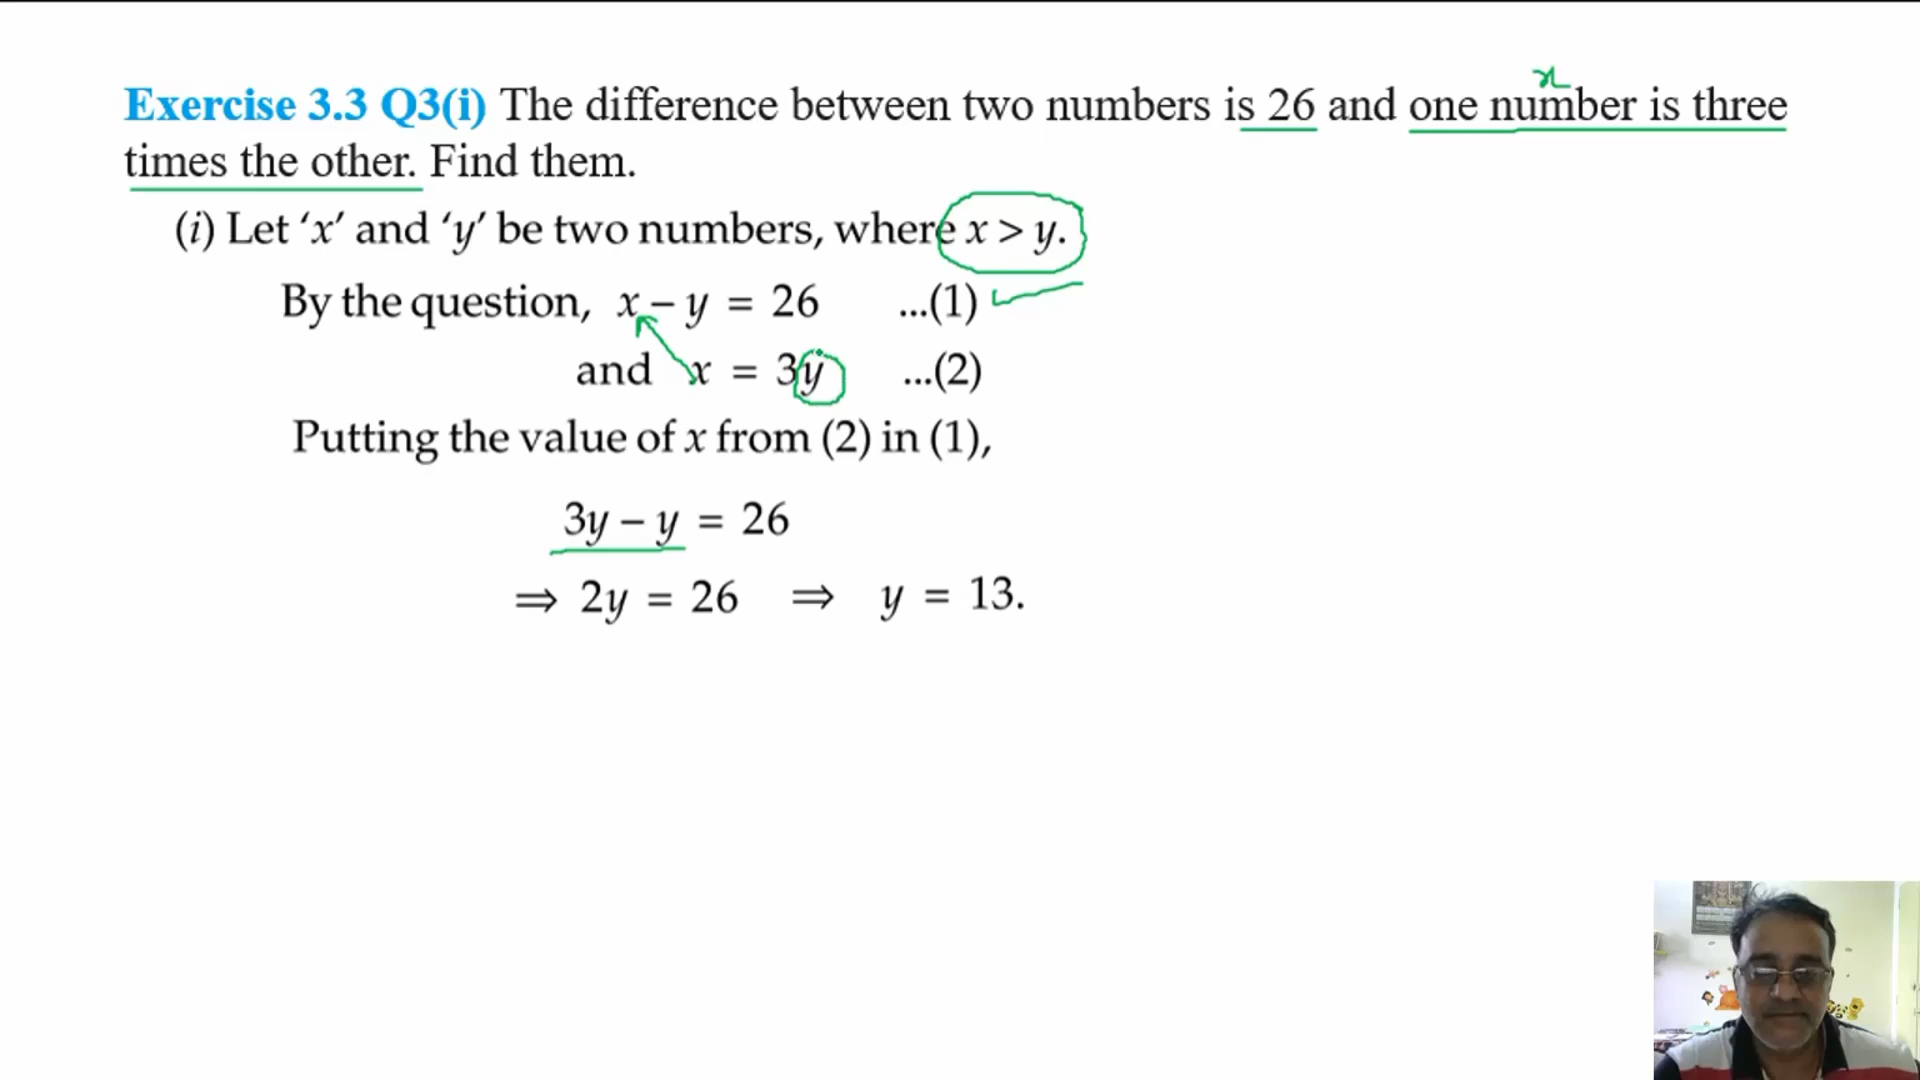 x
Exercise 3.3 Q3(i) The difference between two numbers is 26 and one number is three
times the other. Find them.
(i) Let ‘x’ and ‘y’ be two numbers, where x > y.
By the question, x – y = 26 ...(1)
and x = 3y ...(2)
Putting the value of x from (2) in (1),
3y – y = 26
⇒ 2y = 26 ⇒ y = 13.